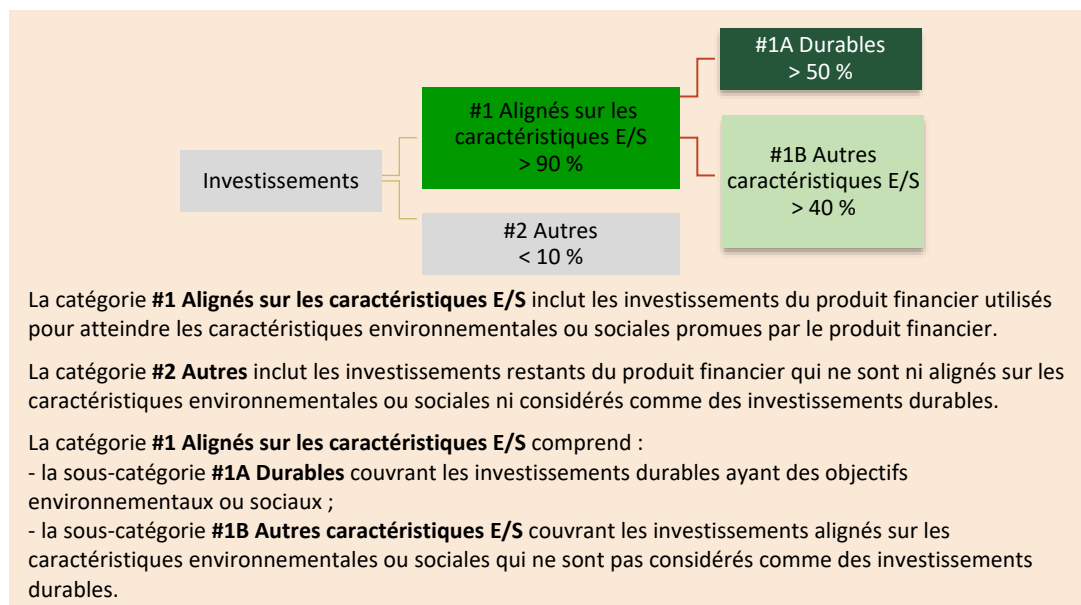 #1A Durables
> 50 %
#1 Alignés sur les
caractéristiques E/S
> 90 %
#1B Autres
caractéristiques E/S
> 40 %
Investissements
#2 Autres
< 10 %
La catégorie #1 Alignés sur les caractéristiques E/S inclut les investissements du produit financier utilisés
pour atteindre les caractéristiques environnementales ou sociales promues par le produit financier.
La catégorie #2 Autres inclut les investissements restants du produit financier qui ne sont ni alignés sur les
caractéristiques environnementales ou sociales ni considérés comme des investissements durables.
La catégorie #1 Alignés sur les caractéristiques E/S comprend :
- la sous-catégorie #1A Durables couvrant les investissements durables ayant des objectifs
environnementaux ou sociaux ;
- la sous-catégorie #1B Autres caractéristiques E/S couvrant les investissements alignés sur les
caractéristiques environnementales ou sociales qui ne sont pas considérés comme des investissements
durables.